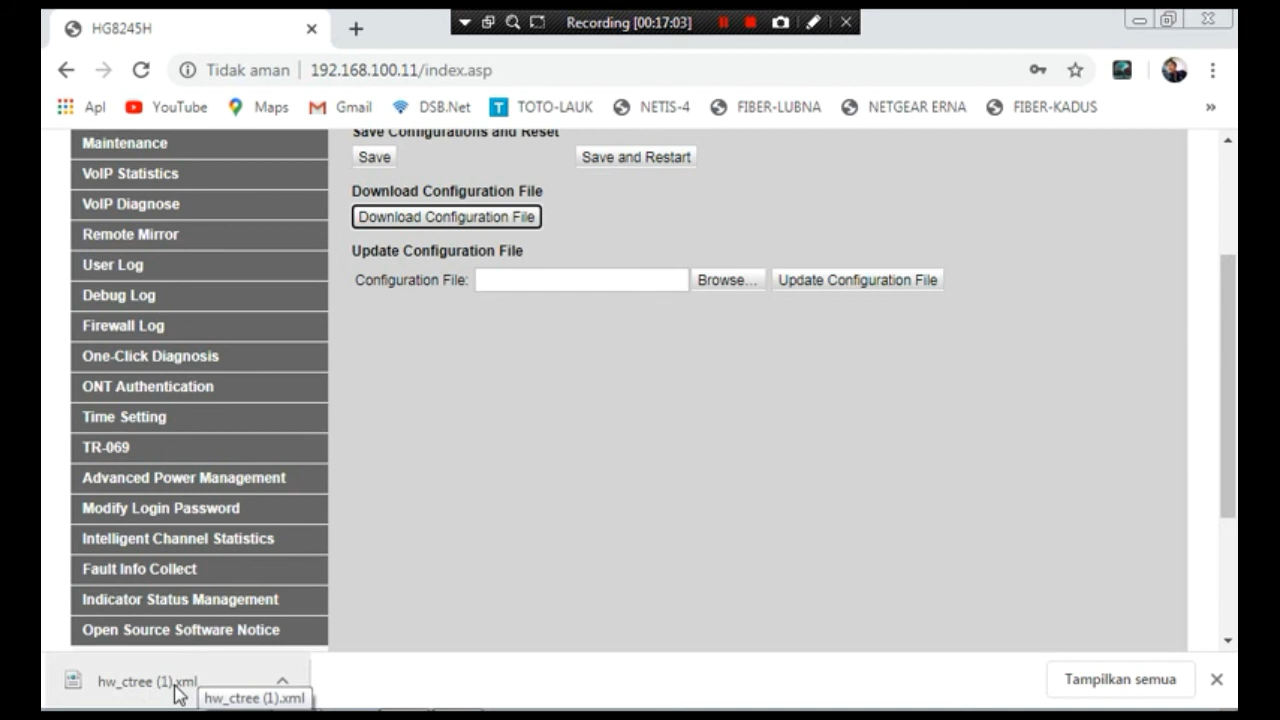 HG8245H
Recording [00:17:03]
Tidak aman | 192.168.100.11/index.asp
Apl YouTube Maps Gmail DSB.Net TOTO-LAUK NETIS-4 FIBER-LUBNA NETGEAR ERNA FIBER-KADUS »
Maintenance
VoIP Statistics
VoIP Diagnose
Remote Mirror
User Log
Debug Log
Firewall Log
One-Click Diagnosis
ONT Authentication
Time Setting
TR-069
Advanced Power Management
Modify Login Password
Intelligent Channel Statistics
Fault Info Collect
Indicator Status Management
Open Source Software Notice
Save Configurations and Reset
Save Save and Restart
Download Configuration File
Download Configuration File
Update Configuration File
Configuration File: Browse... Update Configuration File
hw_ctree (1).xml
hw_ctree (1).xml
Tampilkan semua